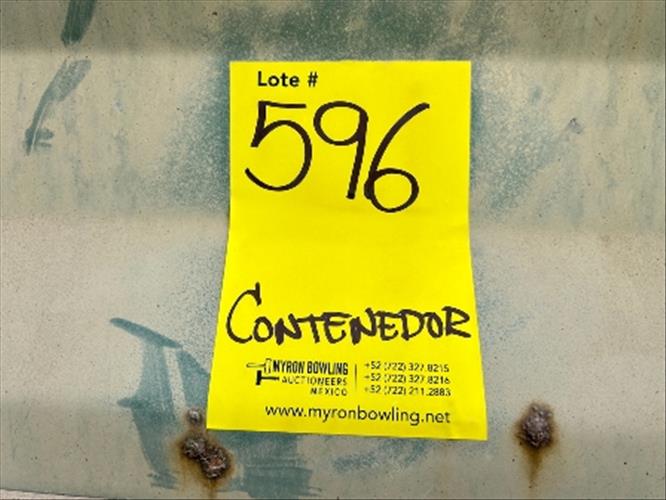 Lote #
596
CONTENEDOR
MYRON BOWLING
AUCTIONEERS
MEXICO
+52 (722) 327.8215
+52 (722) 327.8216
+52 (722) 211.2883
www.myronbowling.net